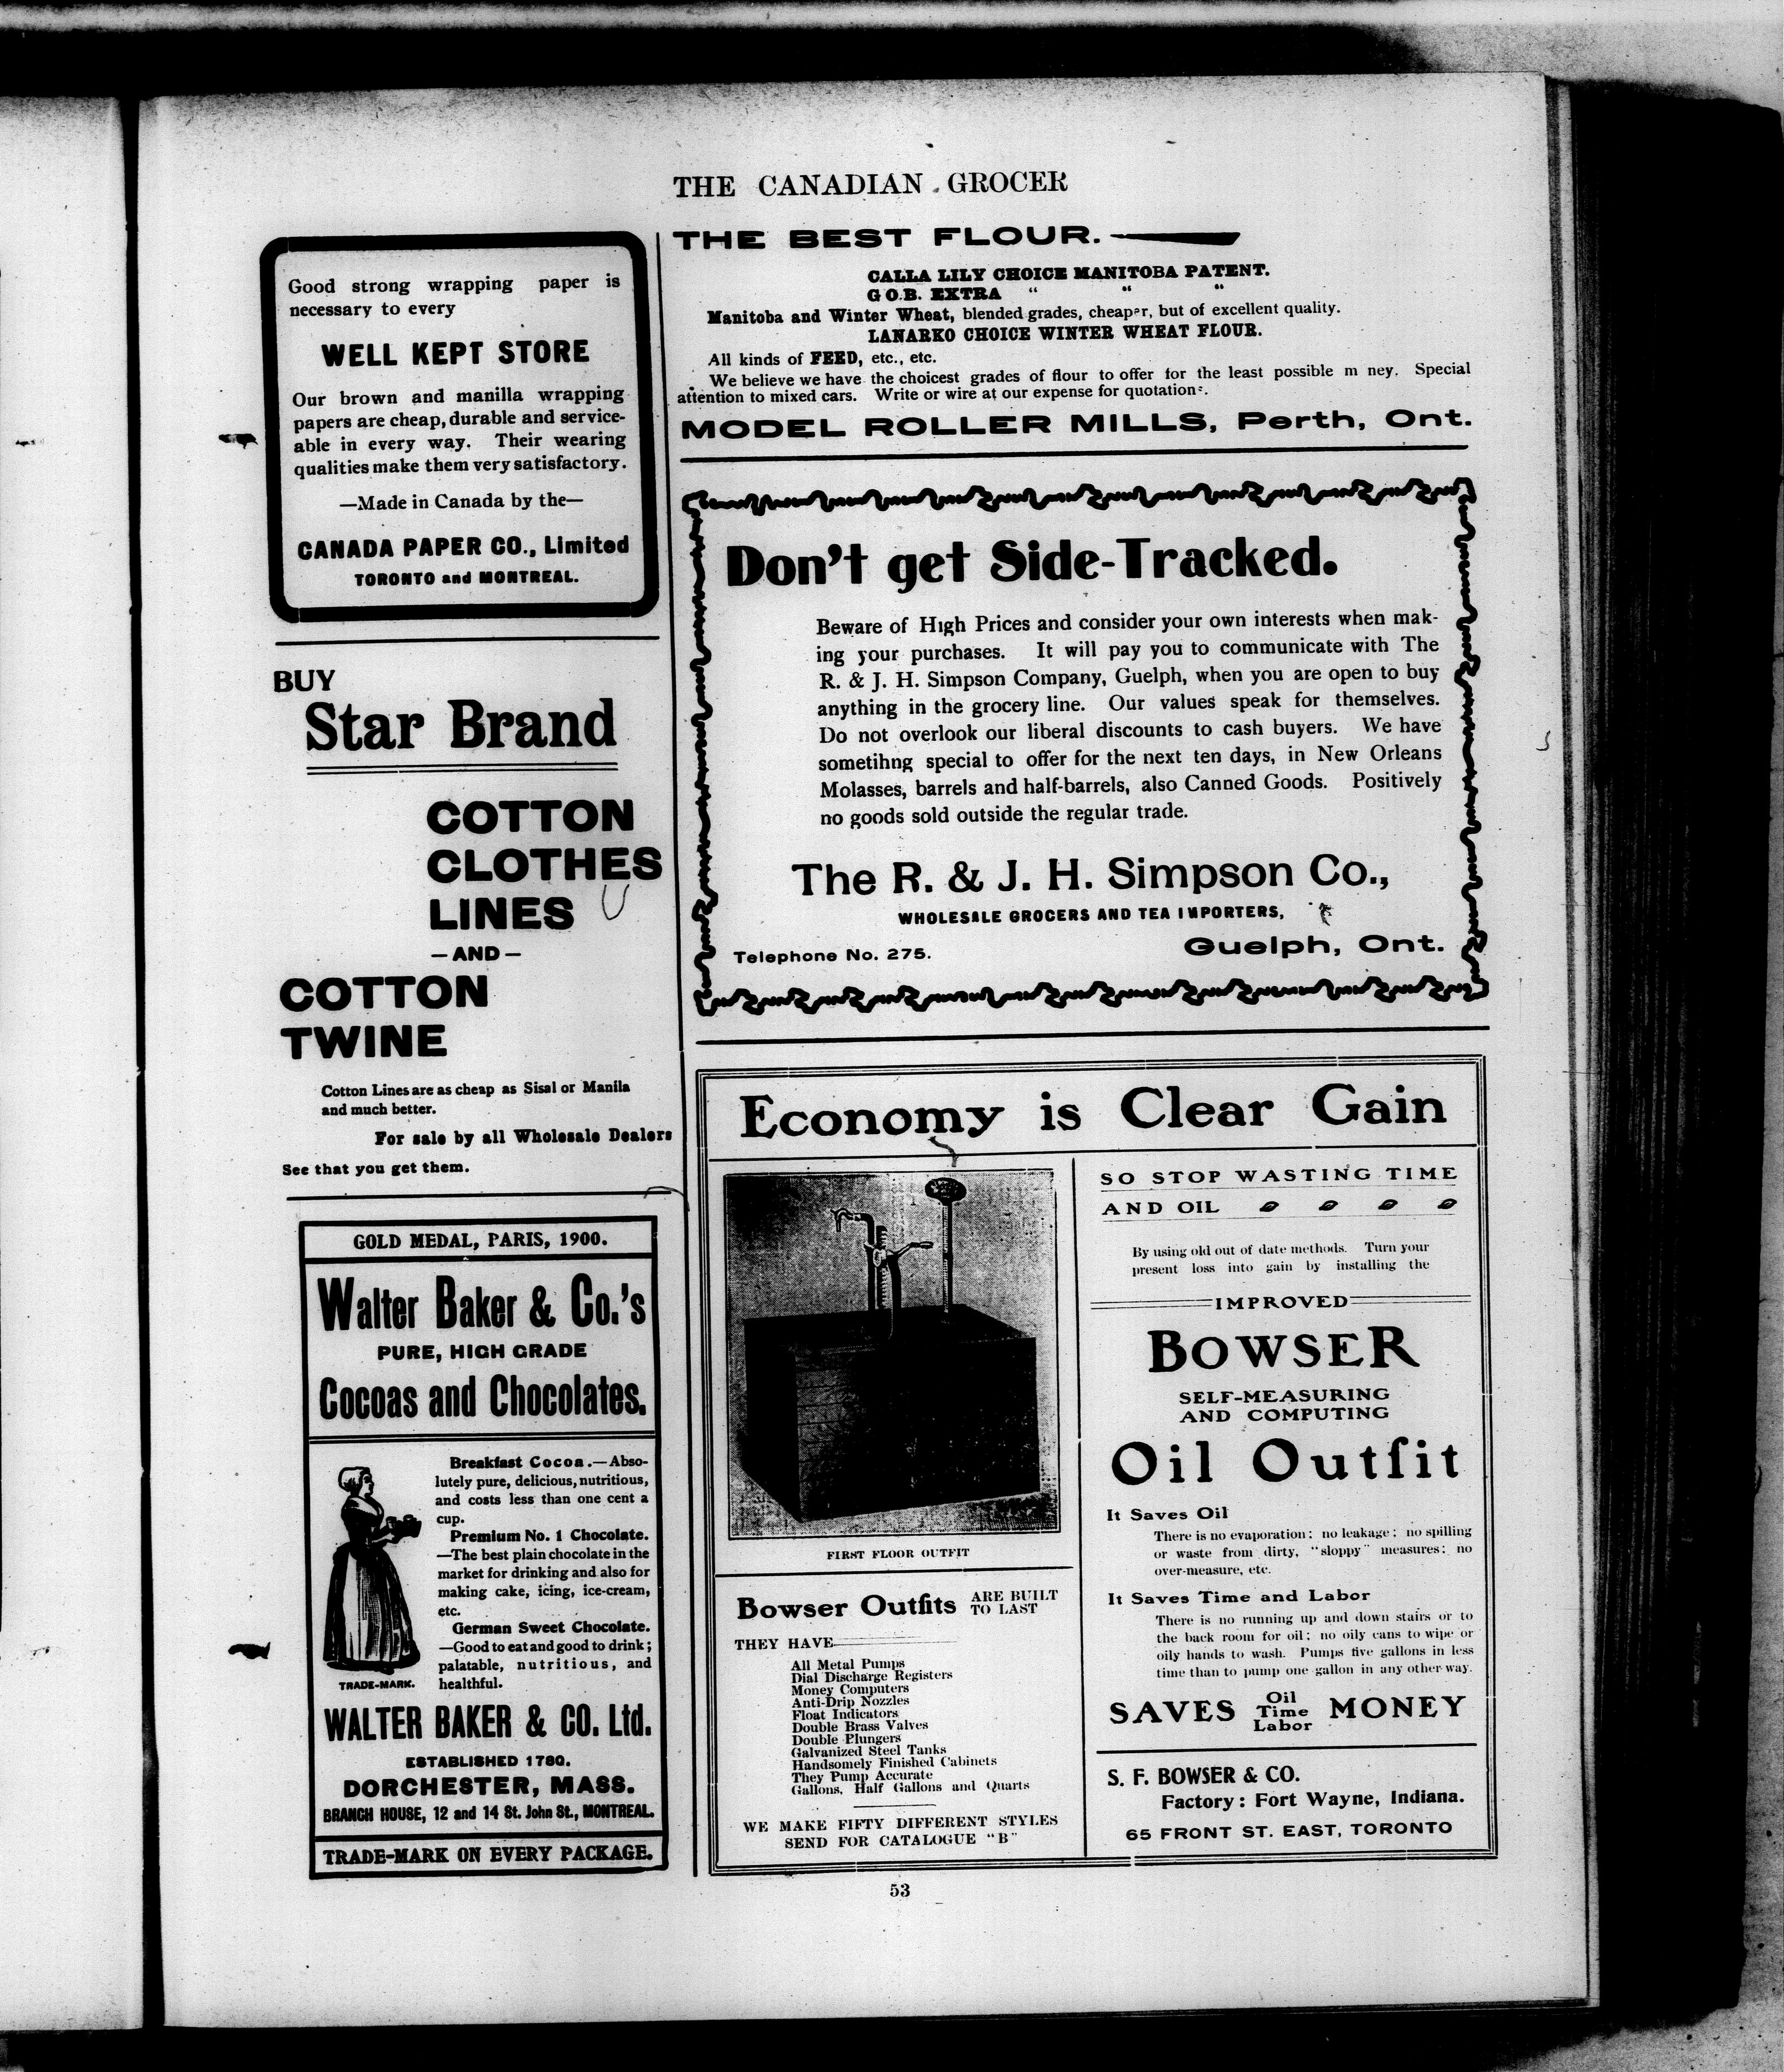 THE CANADIAN GROCER
Good strong wrapping paper is
necessary to every
WELL KEPT STORE
Our brown and manilla wrapping
papers are cheap, durable and service-
able in every way. Their wearing
qualities make them very satisfactory.
—Made in Canada by the—
CANADA PAPER CO., Limited
TORONTO and MONTREAL.
BUY
Star Brand
COTTON
CLOTHES
LINES
— AND —
COTTON
TWINE
Cotton Lines are as cheap as Sisal or Manila
and much better.
For sale by all Wholesale Dealers
See that you get them.
GOLD MEDAL, PARIS, 1900.
Walter Baker & Co.'s
PURE, HIGH GRADE
Cocoas and Chocolates.
Breakfast Cocoa.—Abso-
lutely pure, delicious, nutritious,
and costs less than one cent a
cup.
Premium No. 1 Chocolate.
—The best plain chocolate in the
market for drinking and also for
making cake, icing, ice-cream,
etc.
German Sweet Chocolate.
—Good to eat and good to drink;
palatable, nutritious, and
healthful.
TRADE-MARK.
WALTER BAKER & CO. Ltd.
ESTABLISHED 1780.
DORCHESTER, MASS.
BRANCH HOUSE, 12 and 14 St. John St., MONTREAL.
TRADE-MARK ON EVERY PACKAGE.
THE BEST FLOUR.
CALLA LILY CHOICE MANITOBA PATENT.
G O.B. EXTRA " " "
Manitoba and Winter Wheat, blended grades, cheaper, but of excellent quality.
LANARKO CHOICE WINTER WHEAT FLOUR.
All kinds of FEED, etc., etc.
We believe we have the choicest grades of flour to offer for the least possible m ney. Special
attention to mixed cars. Write or wire at our expense for quotations.
MODEL ROLLER MILLS, Perth, Ont.
Don't get Side-Tracked.
Beware of High Prices and consider your own interests when mak-
ing your purchases. It will pay you to communicate with The
R. & J. H. Simpson Company, Guelph, when you are open to buy
anything in the grocery line. Our values speak for themselves.
Do not overlook our liberal discounts to cash buyers. We have
sometihng special to offer for the next ten days, in New Orleans
Molasses, barrels and half-barrels, also Canned Goods. Positively
no goods sold outside the regular trade.
The R. & J. H. Simpson Co.,
WHOLESALE GROCERS AND TEA IMPORTERS,
Telephone No. 275. Guelph, Ont.
Economy is Clear Gain
FIRST FLOOR OUTFIT
Bowser Outfits ARE BUILT
TO LAST
THEY HAVE
All Metal Pumps
Dial Discharge Registers
Money Computers
Anti-Drip Nozzles
Float Indicators
Double Brass Valves
Double Plungers
Galvanized Steel Tanks
Handsomely Finished Cabinets
They Pump Accurate
Gallons, Half Gallons and Quarts
WE MAKE FIFTY DIFFERENT STYLES
SEND FOR CATALOGUE "B"
SO STOP WASTING TIME
AND OIL
By using old out of date methods. Turn your
present loss into gain by installing the
IMPROVED
BOWSER
SELF-MEASURING
AND COMPUTING
Oil Outfit
It Saves Oil
There is no evaporation; no leakage; no spilling
or waste from dirty, "sloppy" measures; no
over-measure, etc.
It Saves Time and Labor
There is no running up and down stairs or to
the back room for oil; no oily cans to wipe or
oily hands to wash. Pumps five gallons in less
time than to pump one gallon in any other way.
SAVES Oil
Time
Labor MONEY
S. F. BOWSER & CO.
Factory: Fort Wayne, Indiana.
65 FRONT ST. EAST, TORONTO
53